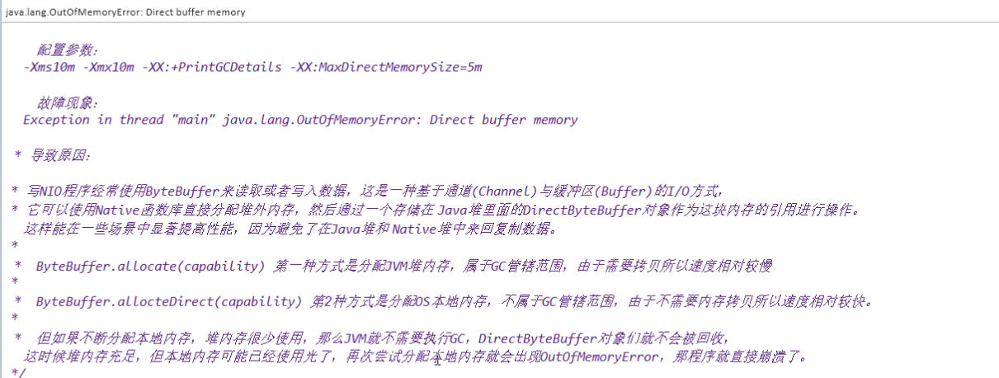 java.lang.OutOfMemoryError: Direct buffer memory
配置参数：
-Xms10m -Xmx10m -XX:+PrintGCDetails -XX:MaxDirectMemorySize=5m
故障现象：
Exception in thread "main" java.lang.OutOfMemoryError: Direct buffer memory
* 导致原因：
* 写NIO程序经常使用ByteBuffer来读取或者写入数据，这是一种基于通道(Channel)与缓冲区(Buffer)的I/O方式，
* 它可以使用Native函数库直接分配堆外内存，然后通过一个存储在Java堆里面的DirectByteBuffer对象作为这块内存的引用进行操作。
这样能在一些场景中显著提高性能，因为避免了在Java堆和Native堆中来回复制数据。
*
* ByteBuffer.allocate(capability) 第一种方式是分配JVM堆内存，属于GC管辖范围，由于需要拷贝所以速度相对较慢
*
* ByteBuffer.allocteDirect(capability) 第2种方式是分配OS本地内存，不属于GC管辖范围，由于不需要内存拷贝所以速度相对较快。
*
* 但如果不断分配本地内存，堆内存很少使用，那么JVM就不需要执行GC，DirectByteBuffer对象们就不会被回收，
这时候堆内存充足，但本地内存可能已经使用光了，再次尝试分配本地内存就会出现OutOfMemoryError，那程序就直接崩溃了。
*/